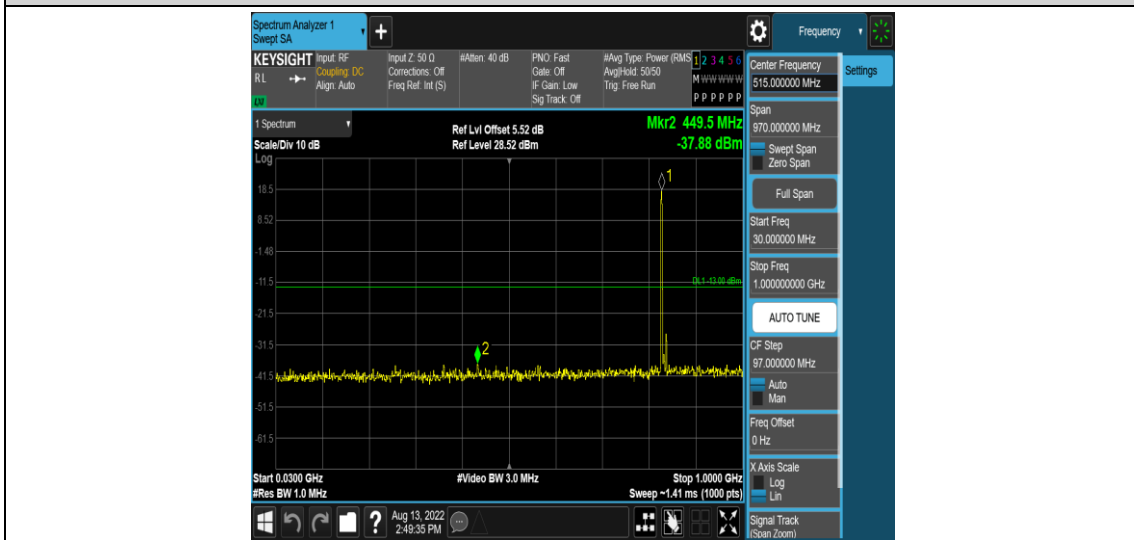 Spectrum Analyzer 1
Swept SA
+
Frequency
KEYSIGHT
RL
LM
Input: RF
Coupling: DC
Align: Auto
Input Z: 50 Ω
Corrections: Off
Freq Ref: Int (S)
#Atten: 40 dB
PNO: Fast
Gate: Off
IF Gain: Low
Sig Track: Off
#Avg Type: Power (RMS
Avg|Hold: 50/50
Trig: Free Run
1 2 3 4 5 6
M W W W W W
P P P P P P
Center Frequency
515.000000 MHz
Settings
1 Spectrum
Scale/Div 10 dB
Ref Lvl Offset 5.52 dB
Ref Level 28.52 dBm
Mkr2 449.5 MHz
-37.88 dBm
Span
970.000000 MHz
Swept Span
Zero Span
Full Span
Start Freq
30.000000 MHz
Stop Freq
1.000000000 GHz
AUTO TUNE
CF Step
97.000000 MHz
Auto
Man
Freq Offset
0 Hz
X Axis Scale
Log
Lin
Signal Track
(Span Zoom)
Log
1
18.5
8.52
-1.48
-11.5
DL1 -13.00 dBm
-21.5
-31.5
2
-41.5
-51.5
-61.5
Start 0.0300 GHz
#Video BW 3.0 MHz
Stop 1.0000 GHz
#Res BW 1.0 MHz
Sweep ~1.41 ms (1000 pts)
?
Aug 13, 2022
2:49:35 PM